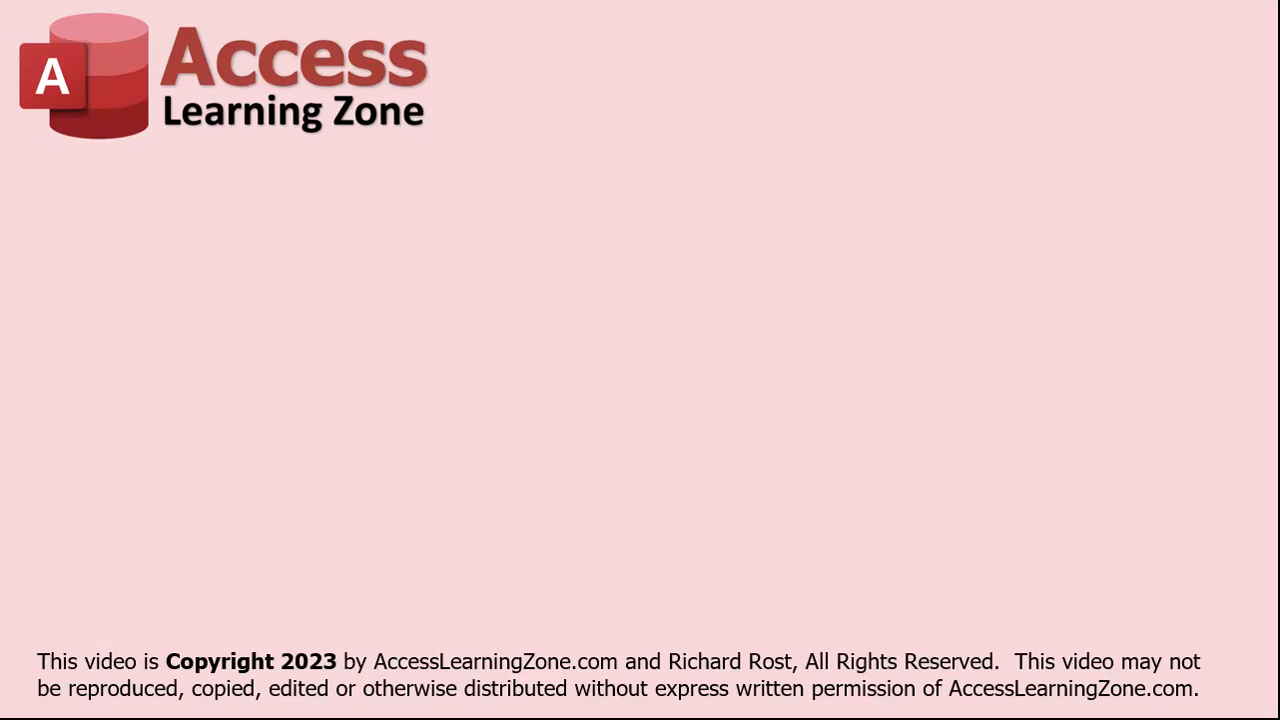 A
Access
Learning Zone
This video is Copyright 2023 by AccessLearningZone.com and Richard Rost, All Rights Reserved.  This video may not
be reproduced, copied, edited or otherwise distributed without express written permission of AccessLearningZone.com.